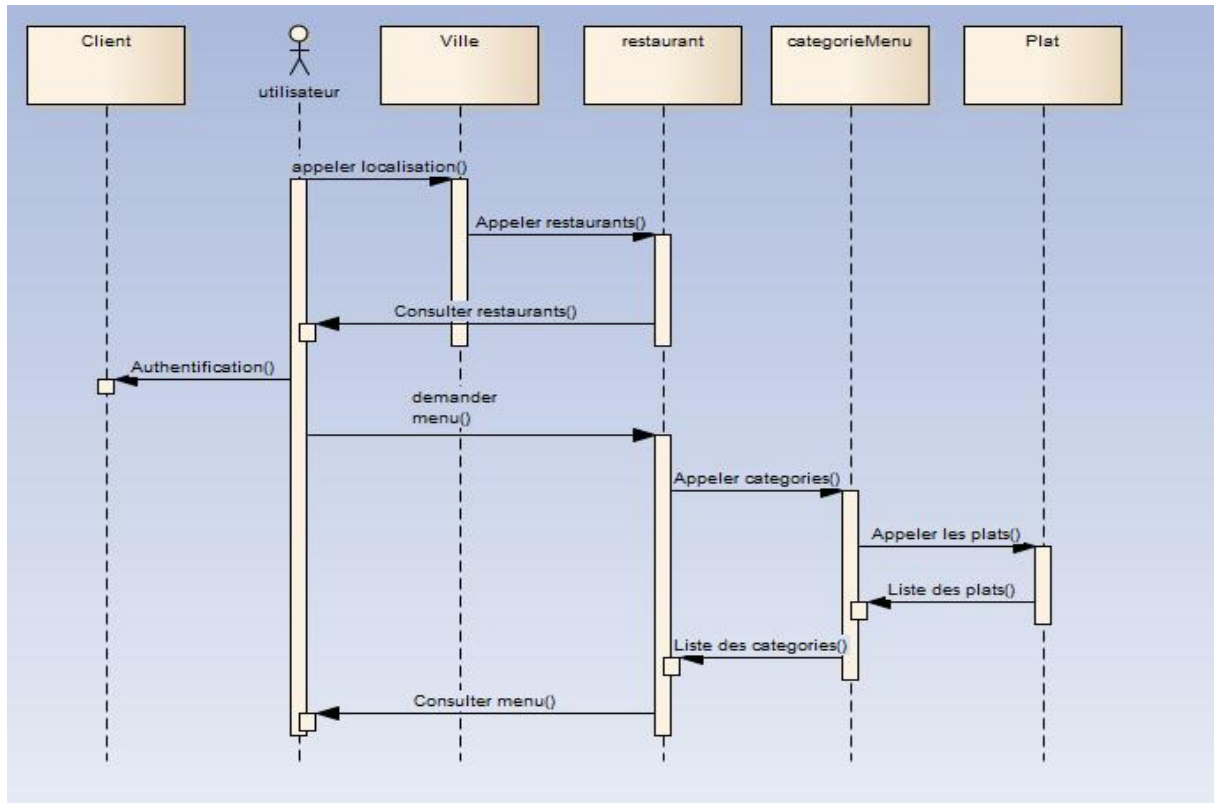 Client
utilisateur
Ville
restaurant
categorieMenu
Plat
appeler localisation()
Appeler restaurants()
Consulter restaurants()
Authentification()
demander
menu()
Appeler categories()
Appeler les plats()
Liste des plats()
Liste des categories()
Consulter menu()